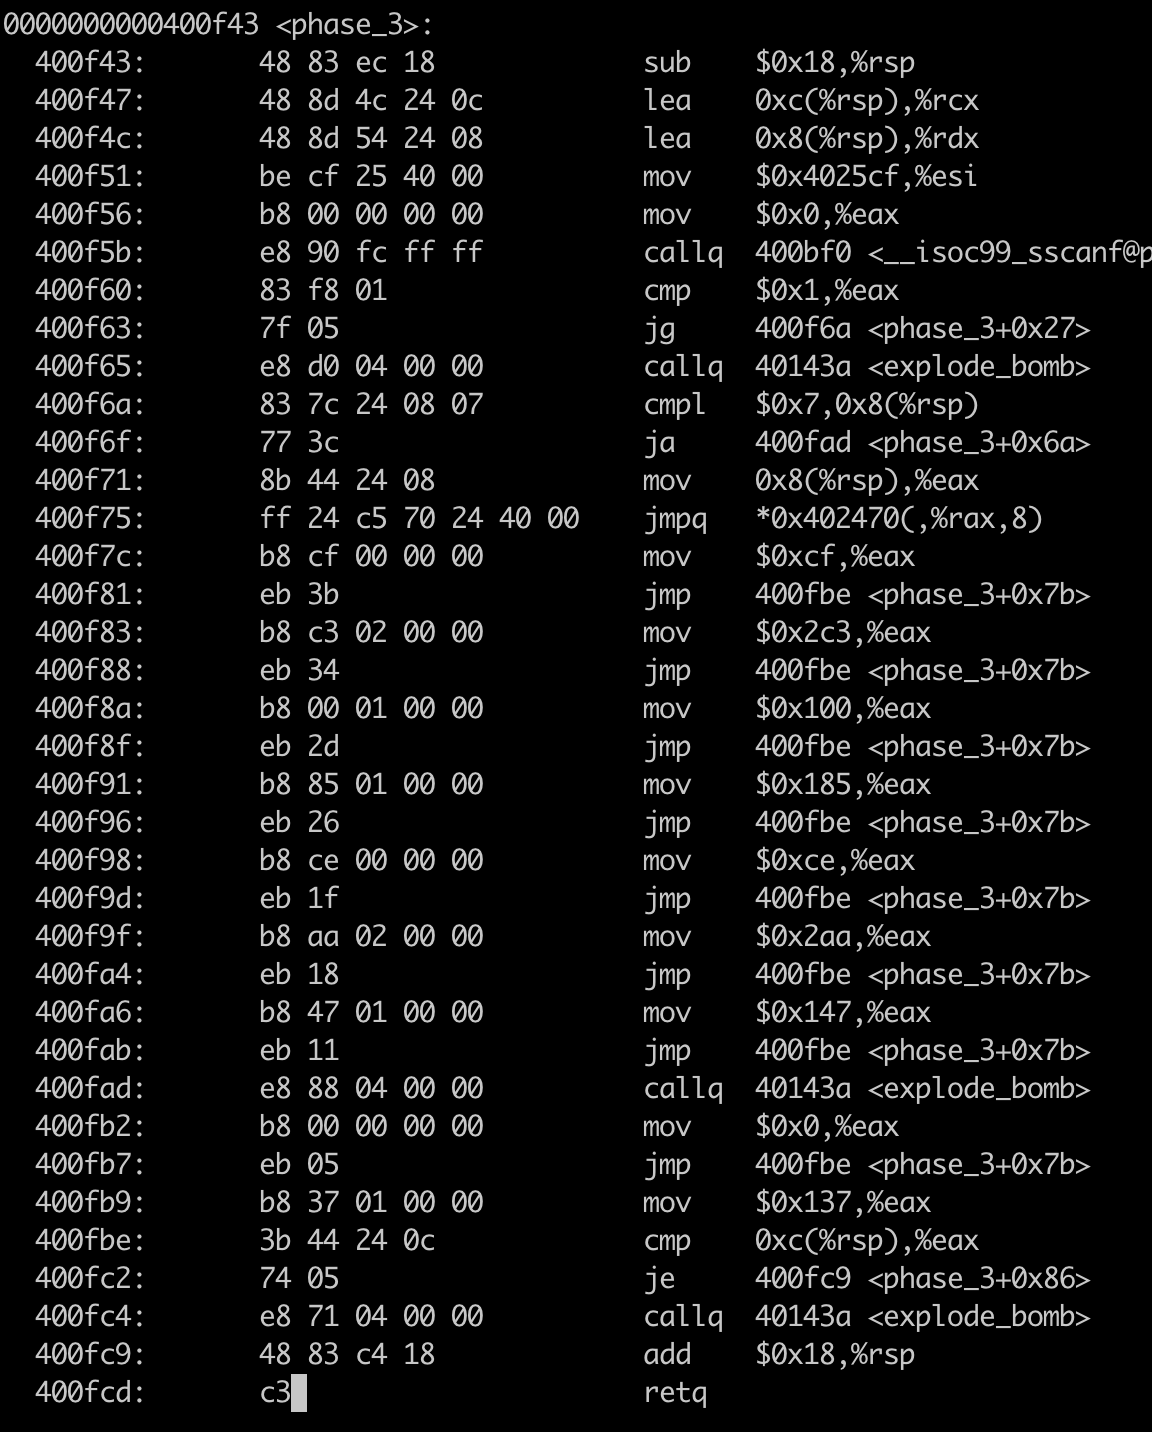 0000000000400f43 <phase_3>:
400f43: 48 83 ec 18 sub $0x18,%rsp
400f47: 48 8d 4c 24 0c lea 0xc(%rsp),%rcx
400f4c: 48 8d 54 24 08 lea 0x8(%rsp),%rdx
400f51: be cf 25 40 00 mov $0x4025cf,%esi
400f56: b8 00 00 00 00 mov $0x0,%eax
400f5b: e8 90 fc ff ff callq 400bf0 <__isoc99_sscanf@p
400f60: 83 f8 01 cmp $0x1,%eax
400f63: 7f 05 jg 400f6a <phase_3+0x27>
400f65: e8 d0 04 00 00 callq 40143a <explode_bomb>
400f6a: 83 7c 24 08 07 cmpl $0x7,0x8(%rsp)
400f6f: 77 3c ja 400fad <phase_3+0x6a>
400f71: 8b 44 24 08 mov 0x8(%rsp),%eax
400f75: ff 24 c5 70 24 40 00 jmpq *0x402470(,%rax,8)
400f7c: b8 cf 00 00 00 mov $0xcf,%eax
400f81: eb 3b jmp 400fbe <phase_3+0x7b>
400f83: b8 c3 02 00 00 mov $0x2c3,%eax
400f88: eb 34 jmp 400fbe <phase_3+0x7b>
400f8a: b8 00 01 00 00 mov $0x100,%eax
400f8f: eb 2d jmp 400fbe <phase_3+0x7b>
400f91: b8 85 01 00 00 mov $0x185,%eax
400f96: eb 26 jmp 400fbe <phase_3+0x7b>
400f98: b8 ce 00 00 00 mov $0xce,%eax
400f9d: eb 1f jmp 400fbe <phase_3+0x7b>
400f9f: b8 aa 02 00 00 mov $0x2aa,%eax
400fa4: eb 18 jmp 400fbe <phase_3+0x7b>
400fa6: b8 47 01 00 00 mov $0x147,%eax
400fab: eb 11 jmp 400fbe <phase_3+0x7b>
400fad: e8 88 04 00 00 callq 40143a <explode_bomb>
400fb2: b8 00 00 00 00 mov $0x0,%eax
400fb7: eb 05 jmp 400fbe <phase_3+0x7b>
400fb9: b8 37 01 00 00 mov $0x137,%eax
400fbe: 3b 44 24 0c cmp 0xc(%rsp),%eax
400fc2: 74 05 je 400fc9 <phase_3+0x86>
400fc4: e8 71 04 00 00 callq 40143a <explode_bomb>
400fc9: 48 83 c4 18 add $0x18,%rsp
400fcd: c3 retq